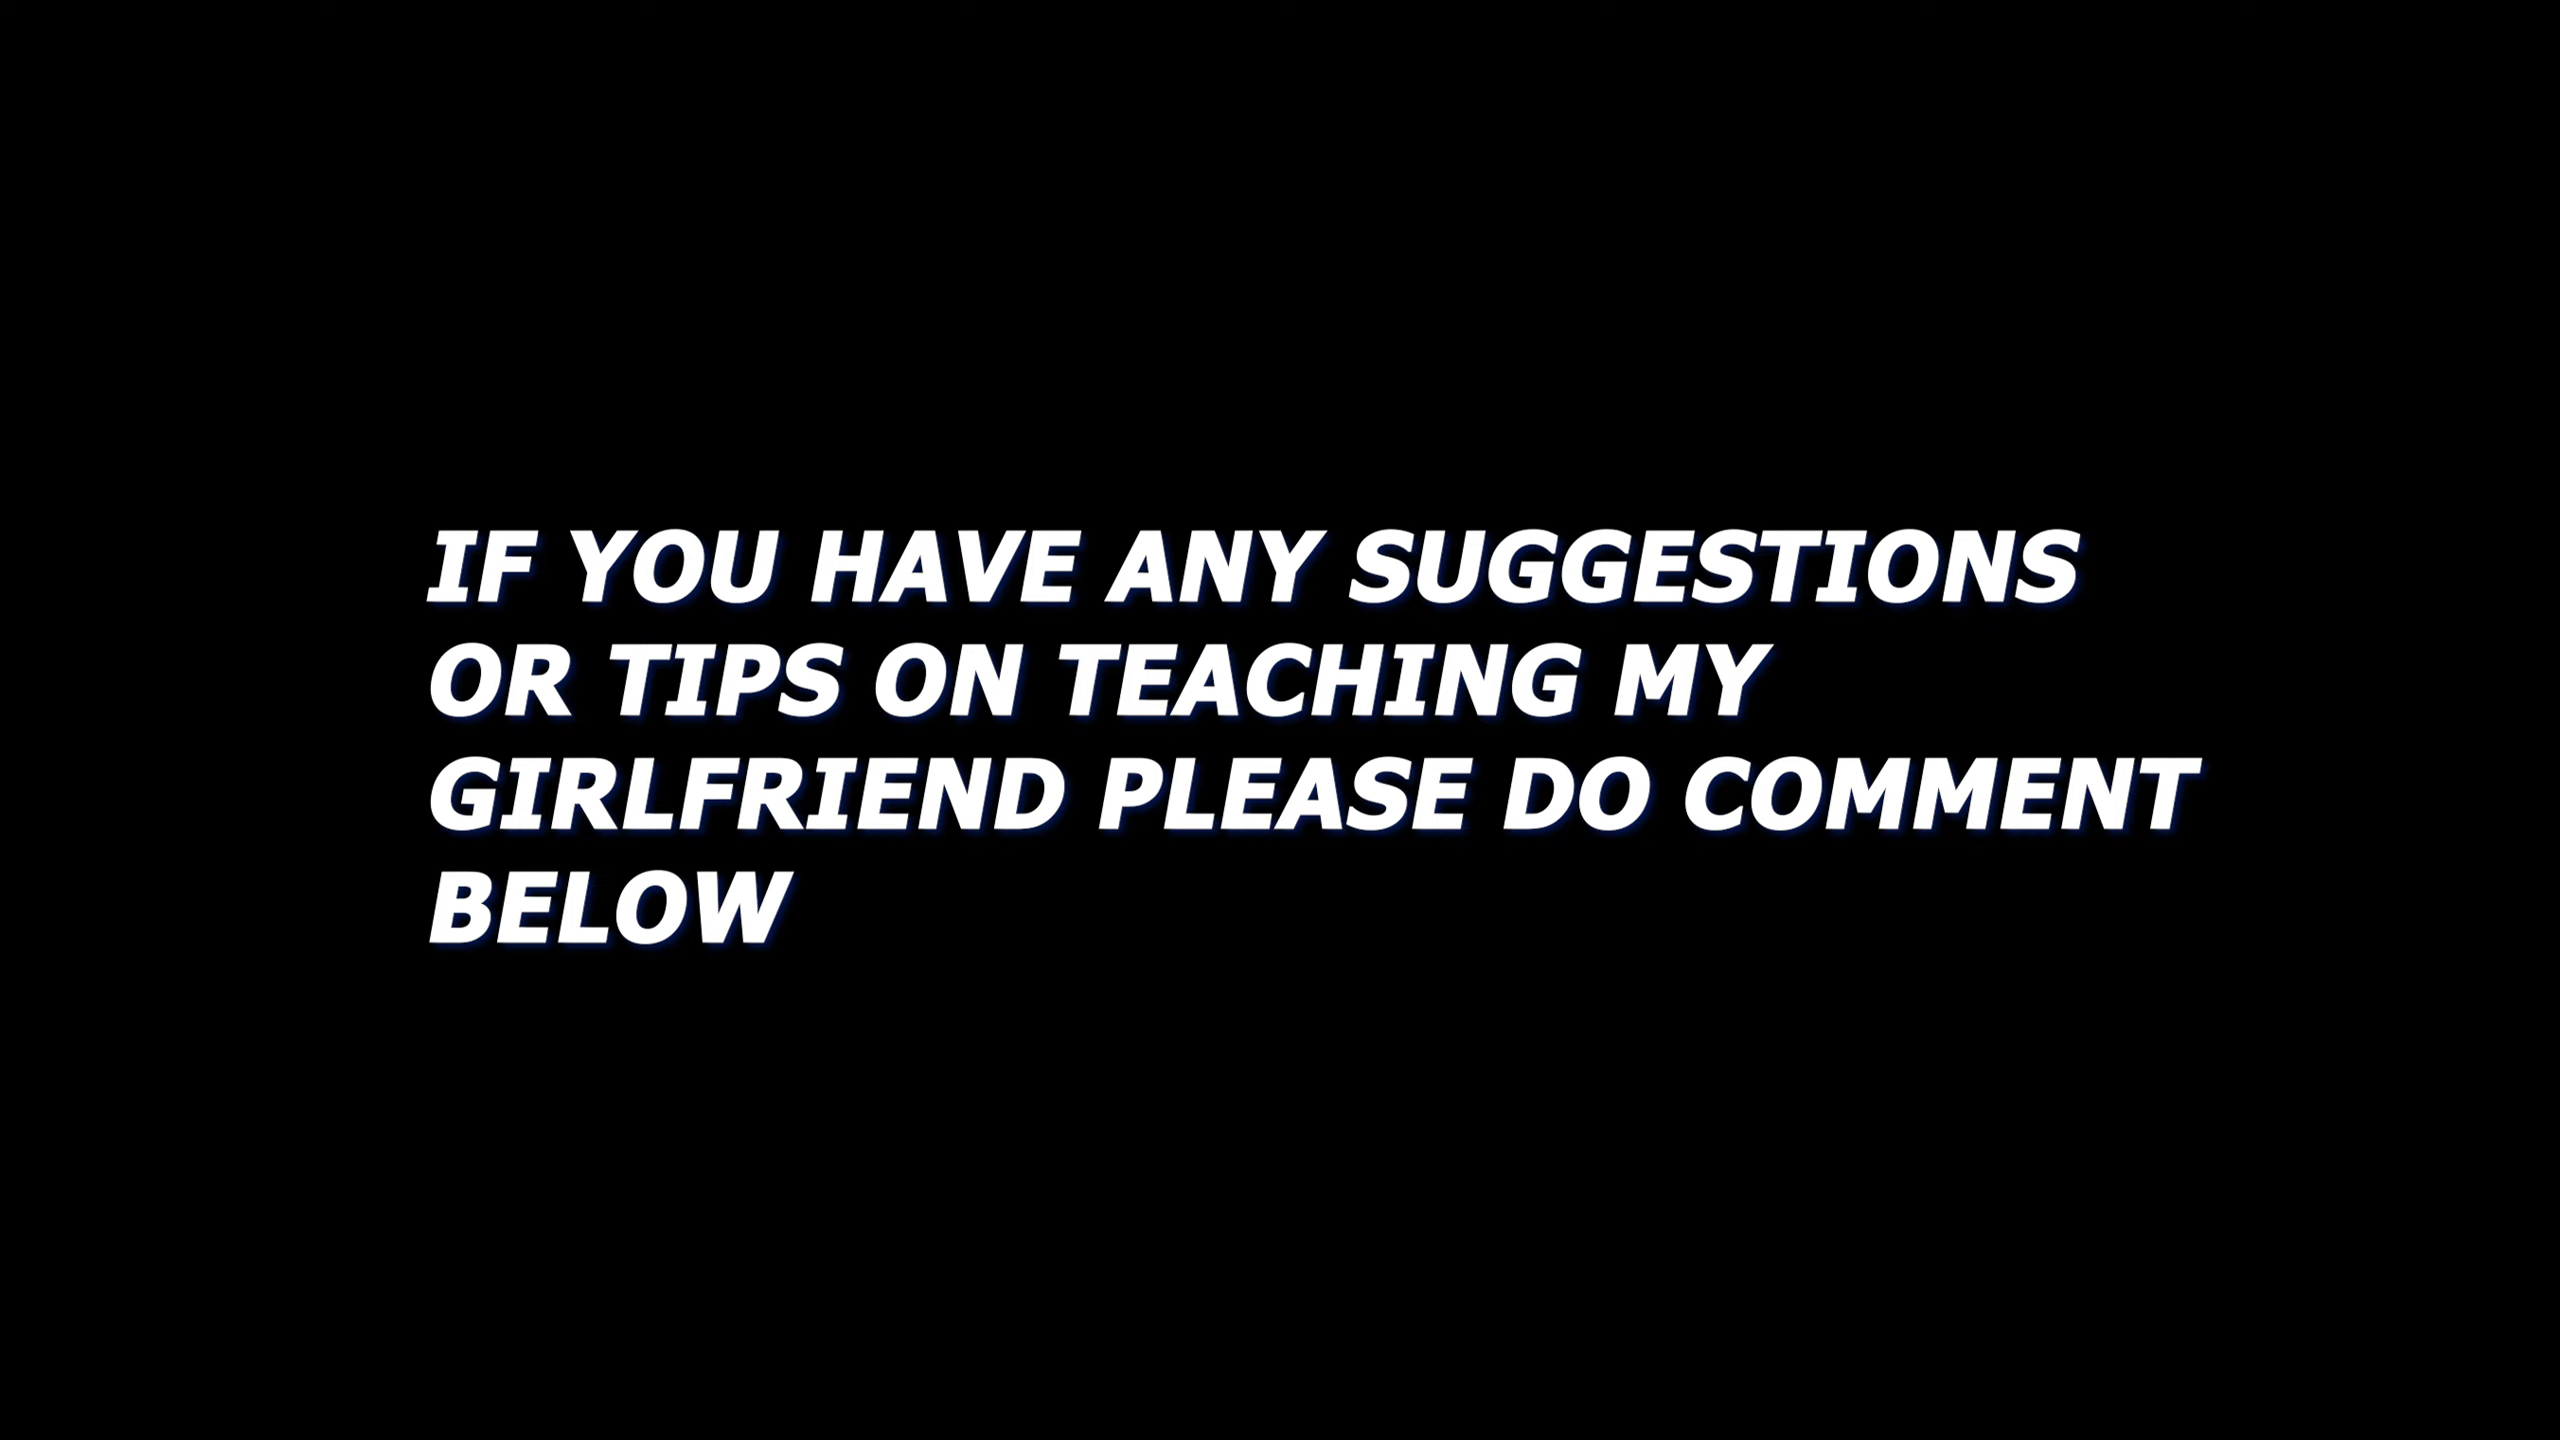 IF YOU HAVE ANY SUGGESTIONS
OR TIPS ON TEACHING MY
GIRLFRIEND PLEASE DO COMMENT
BELOW